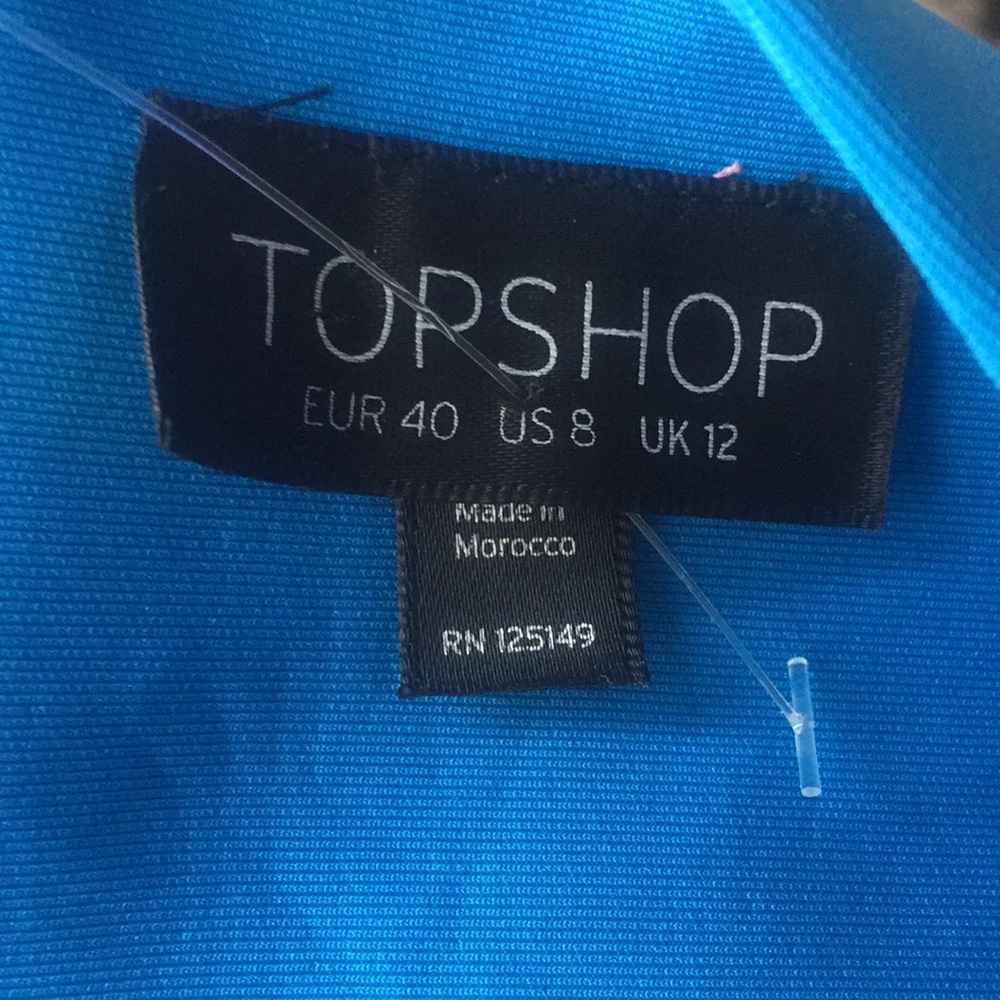 TOPSHOP
EUR 40 US 8 UK 12
Made in
Morocco
RN 125149